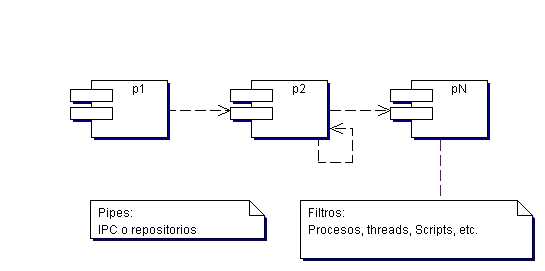 p1
p2
pN
Pipes:
IPC o repositorios
Filtros:
Procesos, threads, Scripts, etc.